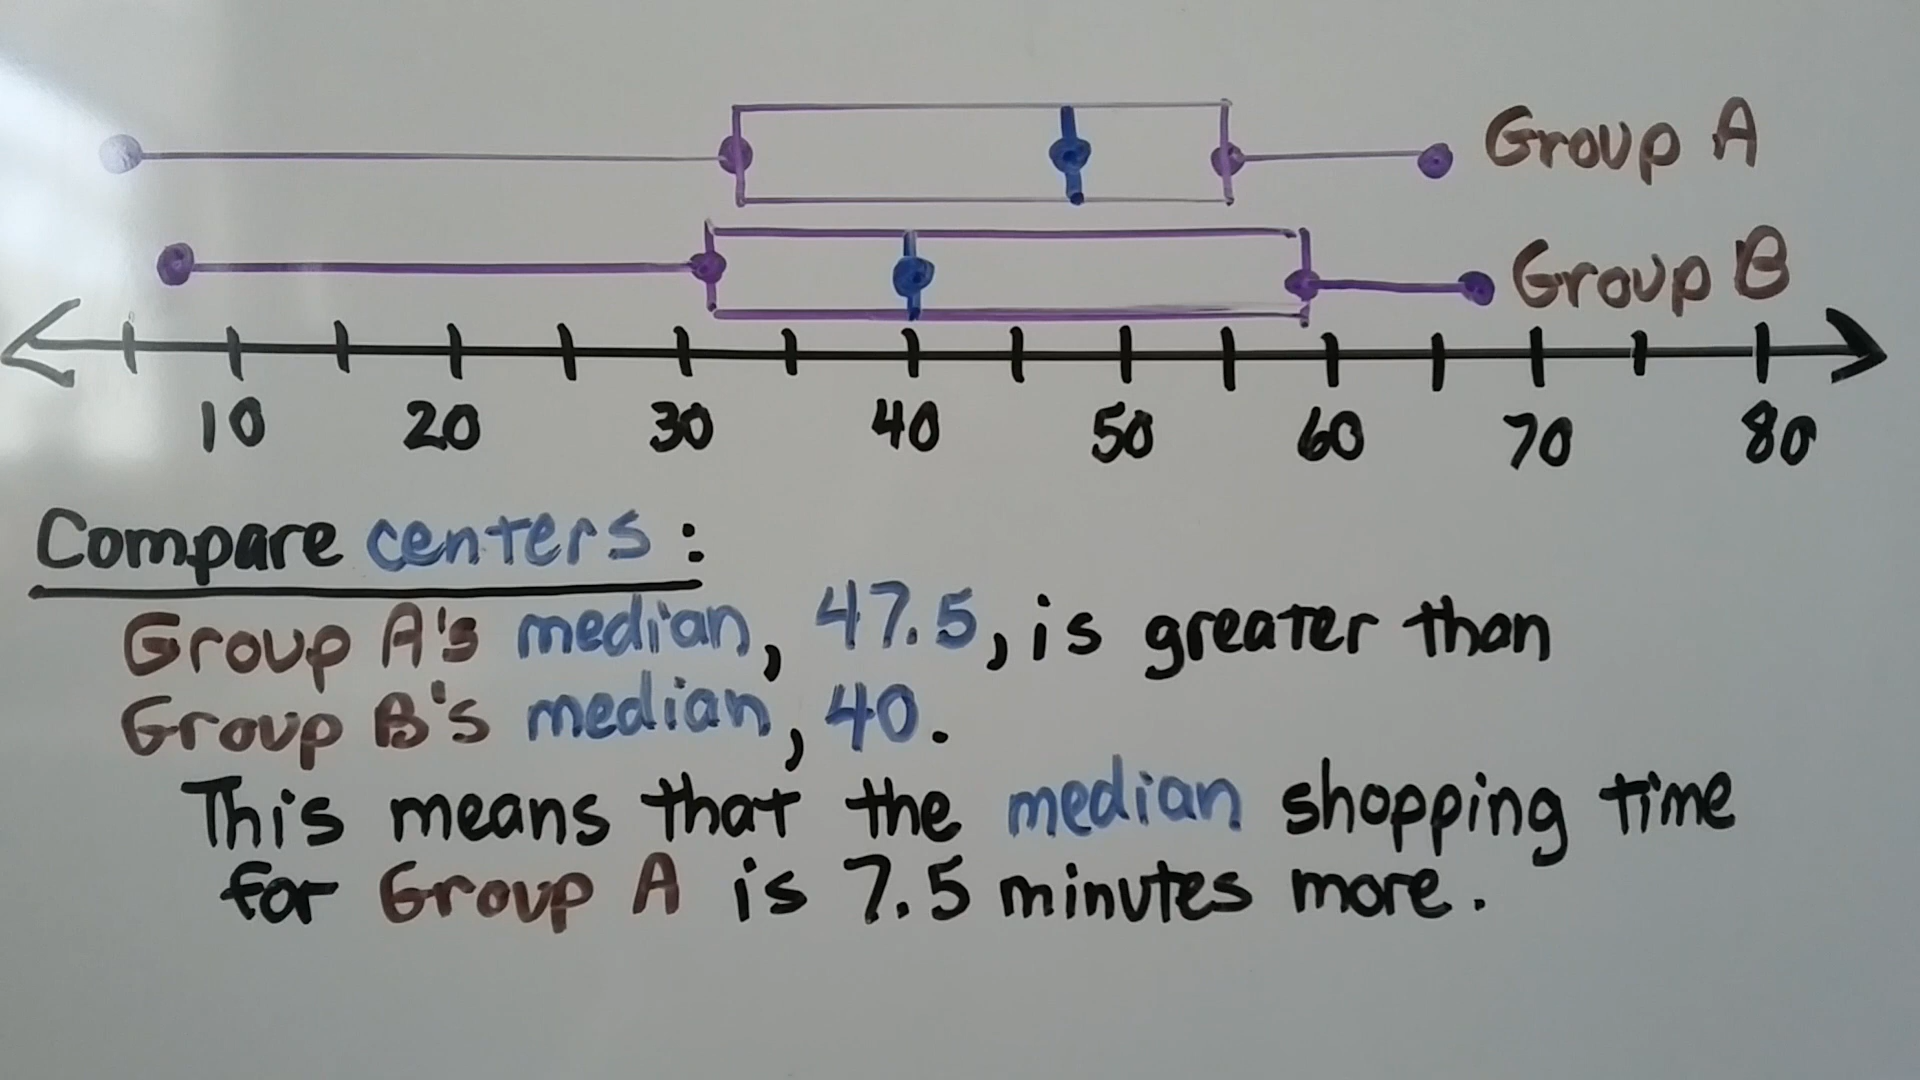 Group A
Group B
10 20 30 40 50 60 70 80
Compare centers:
Group A's median, 47.5, is greater than
Group B's median, 40.
This means that the median shopping time
for Group A is 7.5 minutes more.